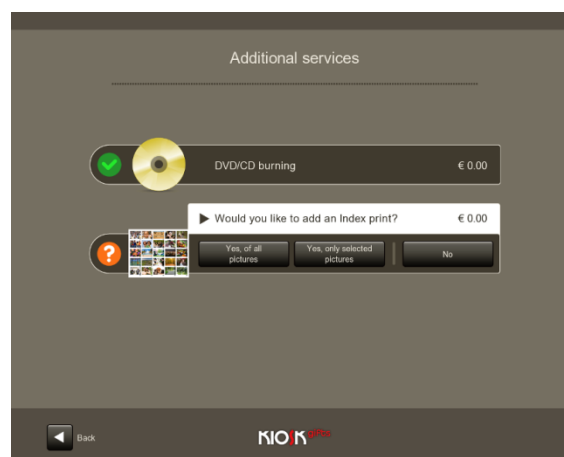 Additional services
DVD/CD burning € 0.00
Would you like to add an Index print? € 0.00
Yes, of all
pictures
Yes, only selected
pictures
No
Back
KIOSK